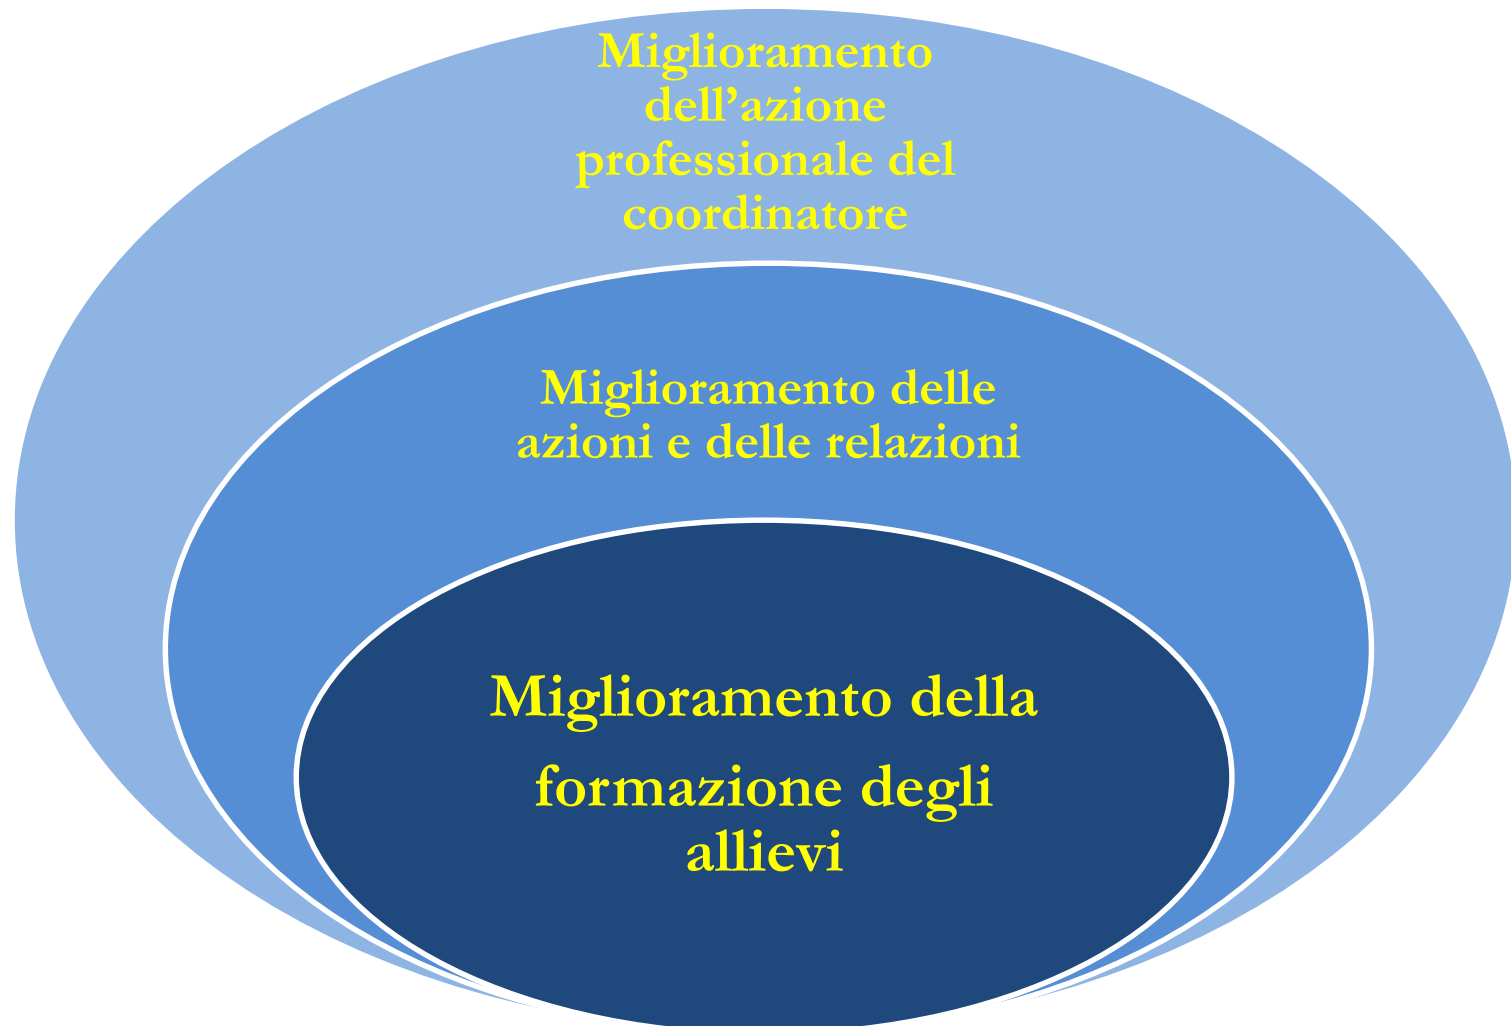 Miglioramento
dell’azione
professionale del
coordinatore
Miglioramento delle
azioni e delle relazioni
Miglioramento della
formazione degli
allievi